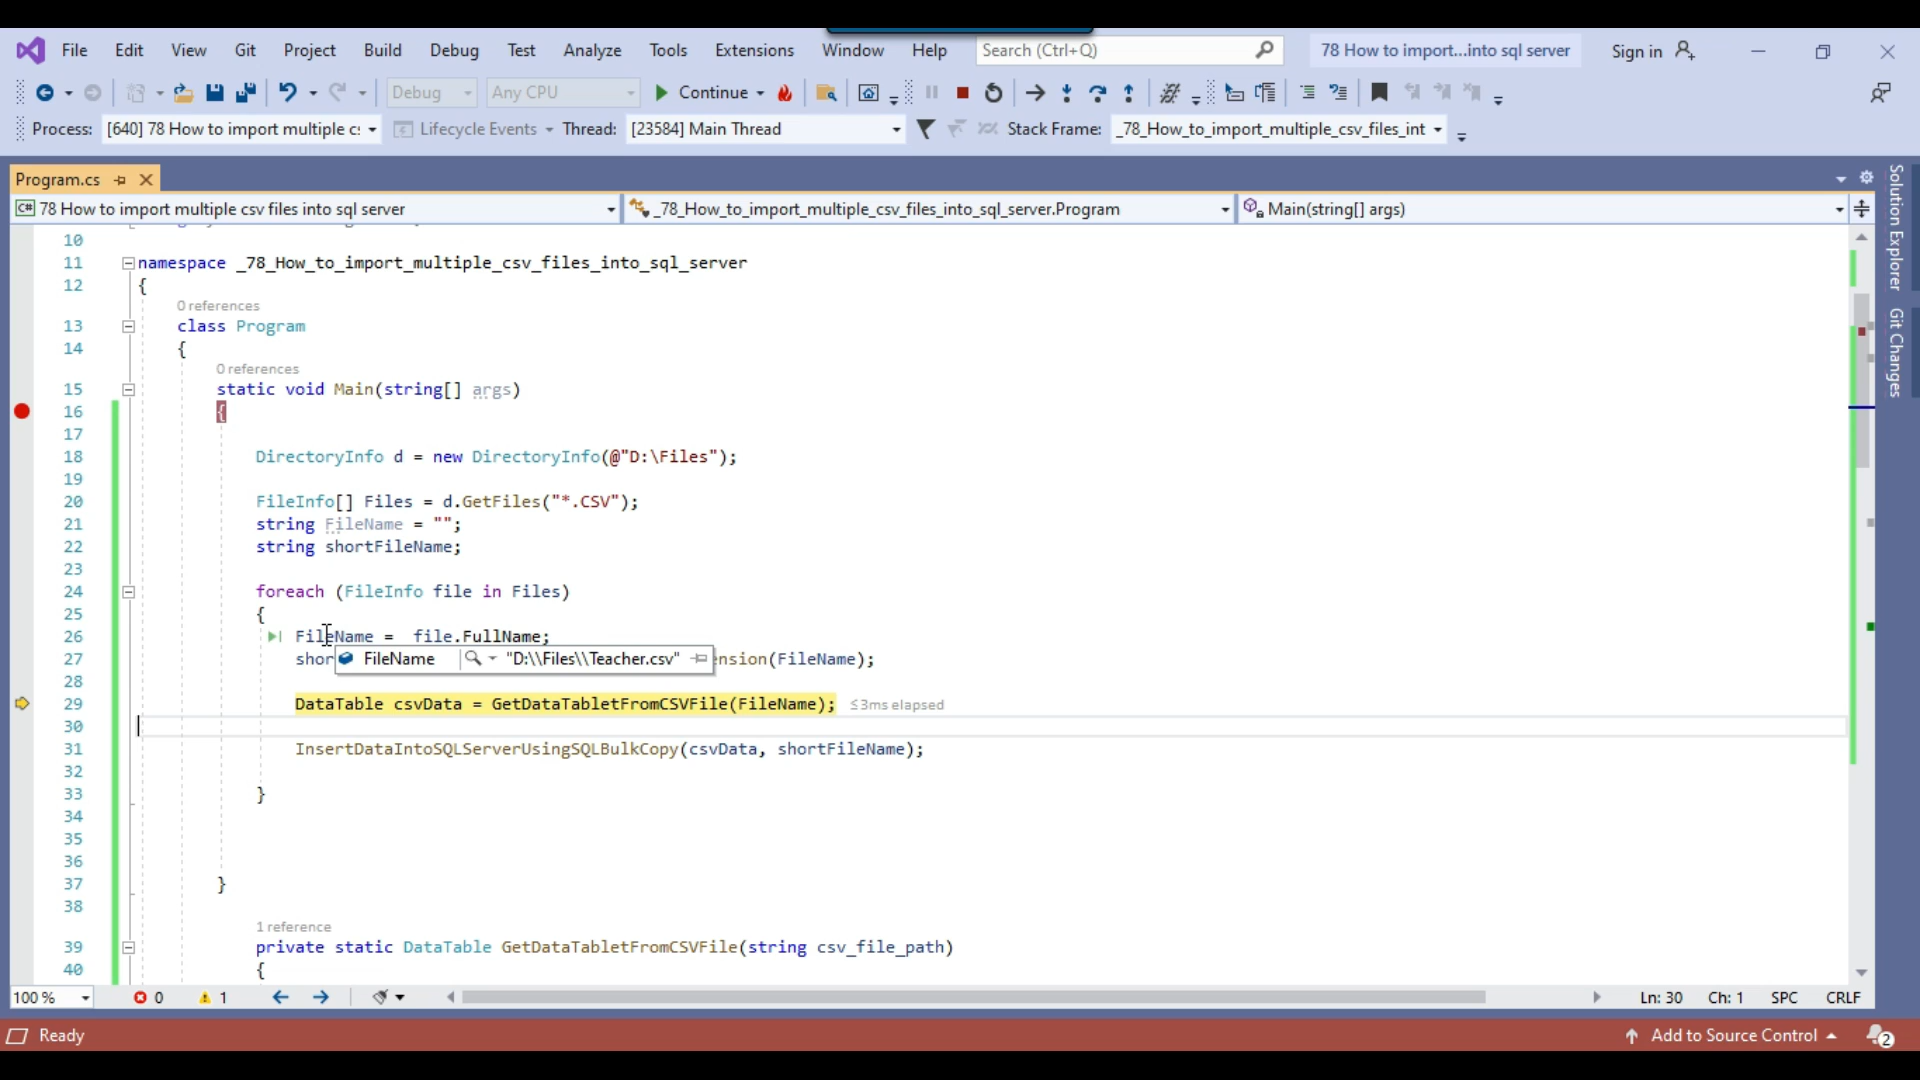 File Edit View Git Project Build Debug Test Analyze Tools Extensions Window Help Search (Ctrl+Q) 78 How to import...into sql server Sign in
Debug Any CPU Continue
Process: [640] 78 How to import multiple c: Lifecycle Events Thread: [23584] Main Thread Stack Frame: _78_How_to_import_multiple_csv_files_int
Program.cs
C# 78 How to import multiple csv files into sql server _78_How_to_import_multiple_csv_files_into_sql_server.Program Main(string[] args)
Solution Explorer
Git Changes
10
11 namespace _78_How_to_import_multiple_csv_files_into_sql_server
12 {
0 references
13 class Program
14 {
0 references
15 static void Main(string[] args)
16 {
17
18 DirectoryInfo d = new DirectoryInfo(@"D:\Files");
19
20 FileInfo[] Files = d.GetFiles("*.CSV");
21 string FileName = "";
22 string shortFileName;
23
24 foreach (FileInfo file in Files)
25 {
26 FileName = file.FullName;
27 shor FileName "D:\\Files\\Teacher.csv" ension(FileName);
28
29 DataTable csvData = GetDataTabletFromCSVFile(FileName); ≤3ms elapsed
30
31 InsertDataIntoSQLServerUsingSQLBulkCopy(csvData, shortFileName);
32
33 }
34
35
36
37 }
38
1 reference
39 private static DataTable GetDataTabletFromCSVFile(string csv_file_path)
40 {
100 % 0 1 Ln: 30 Ch: 1 SPC CRLF
Ready Add to Source Control 2